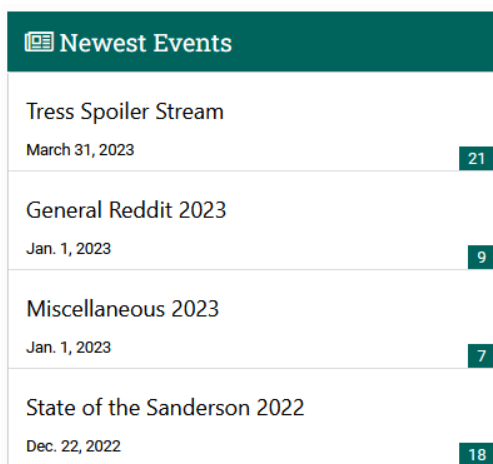 Newest Events
Tress Spoiler Stream
March 31, 2023
21
General Reddit 2023
Jan. 1, 2023
9
Miscellaneous 2023
Jan. 1, 2023
7
State of the Sanderson 2022
Dec. 22, 2022
18